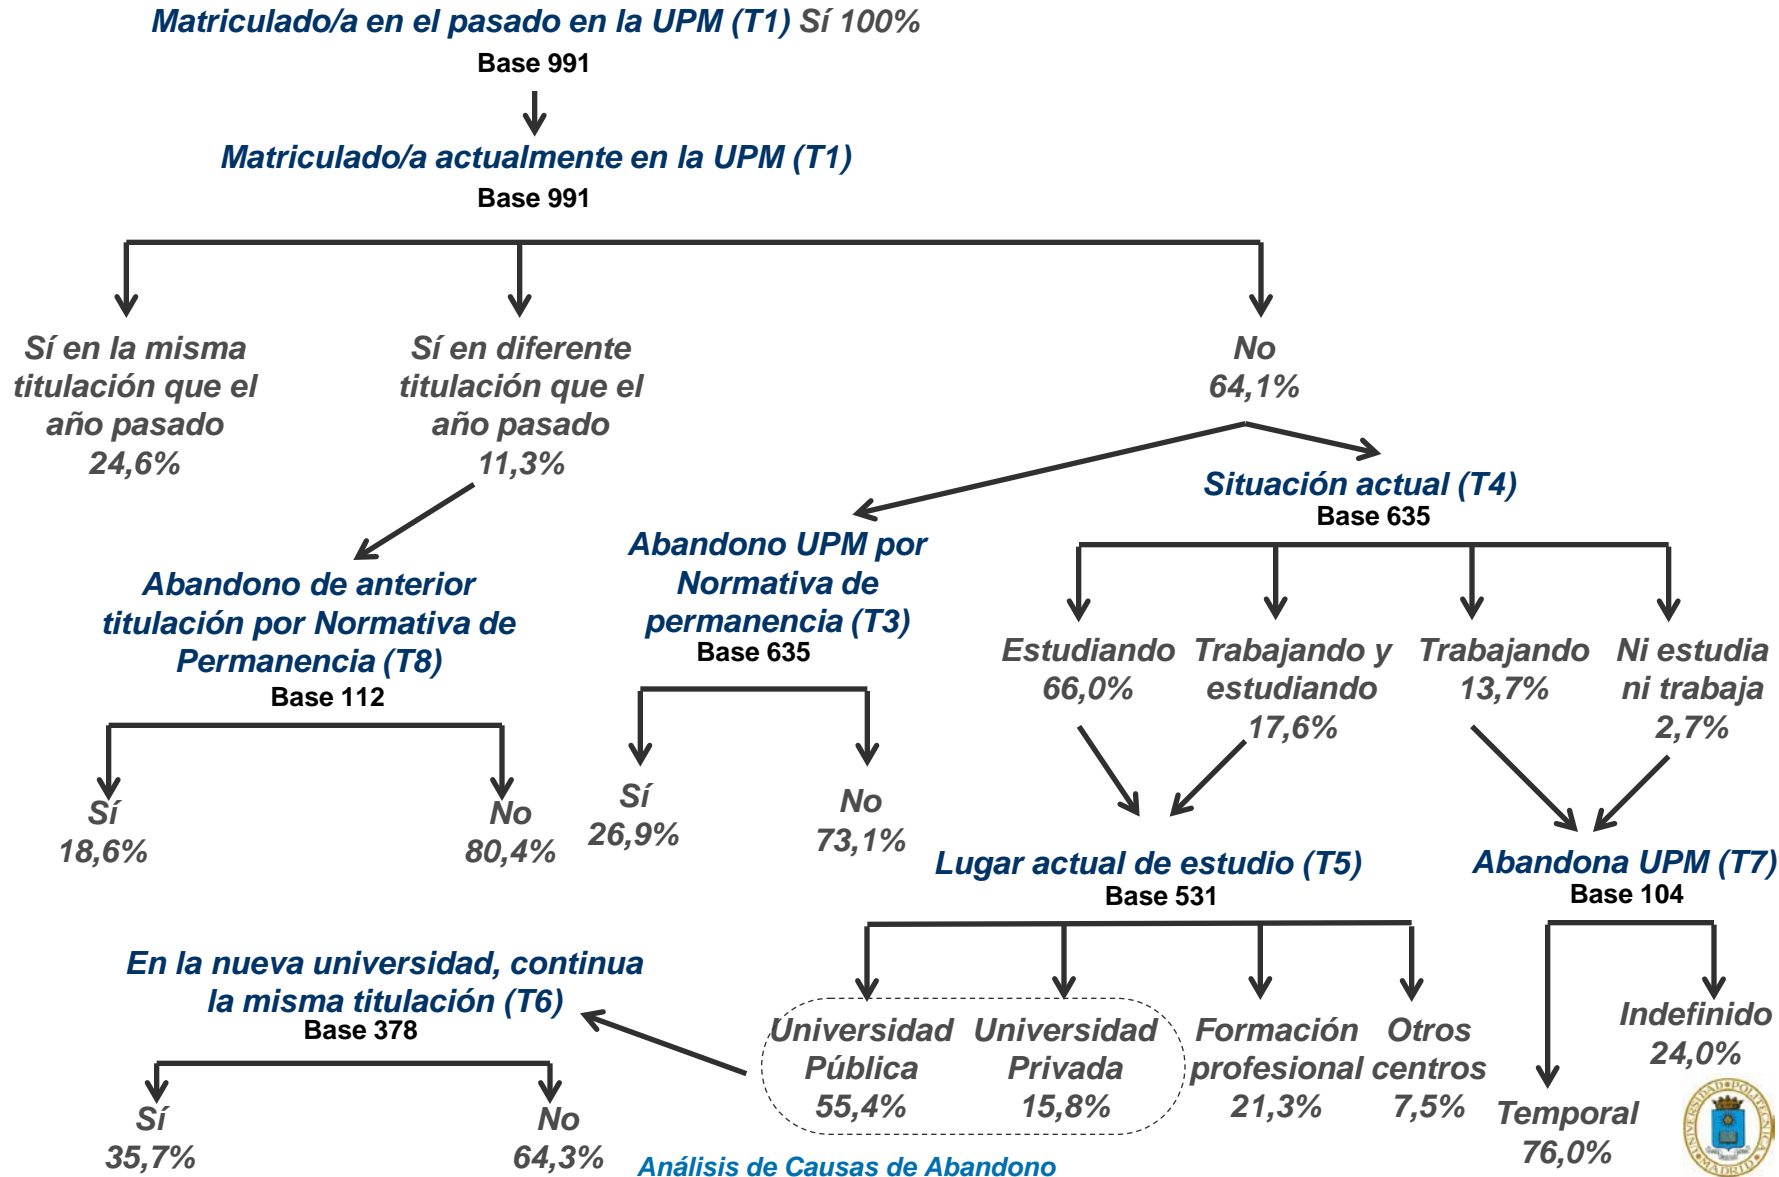 Matriculado/a en el pasado en la UPM (T1) Sí 100%
Base 991
Matriculado/a actualmente en la UPM (T1)
Base 991
Sí en la misma
titulación que el
año pasado
24,6%
Sí en diferente
titulación que el
año pasado
11,3%
No
64,1%
Abandono de anterior
titulación por Normativa de
Permanencia (T8)
Base 112
Sí
18,6%
No
80,4%
Abandono UPM por
Normativa de
permanencia (T3)
Base 635
Sí
26,9%
No
73,1%
Situación actual (T4)
Base 635
Estudiando
66,0%
Trabajando y
estudiando
17,6%
Trabajando
13,7%
Ni estudia
ni trabaja
2,7%
Lugar actual de estudio (T5)
Base 531
Universidad
Pública
55,4%
Universidad
Privada
15,8%
Formación
profesional
21,3%
Otros
centros
7,5%
Abandona UPM (T7)
Base 104
Indefinido
24,0%
Temporal
76,0%
En la nueva universidad, continua
la misma titulación (T6)
Base 378
Sí
35,7%
No
64,3%
Análisis de Causas de Abandono
UNIVERSIDAD POLITECNICA
MADRID